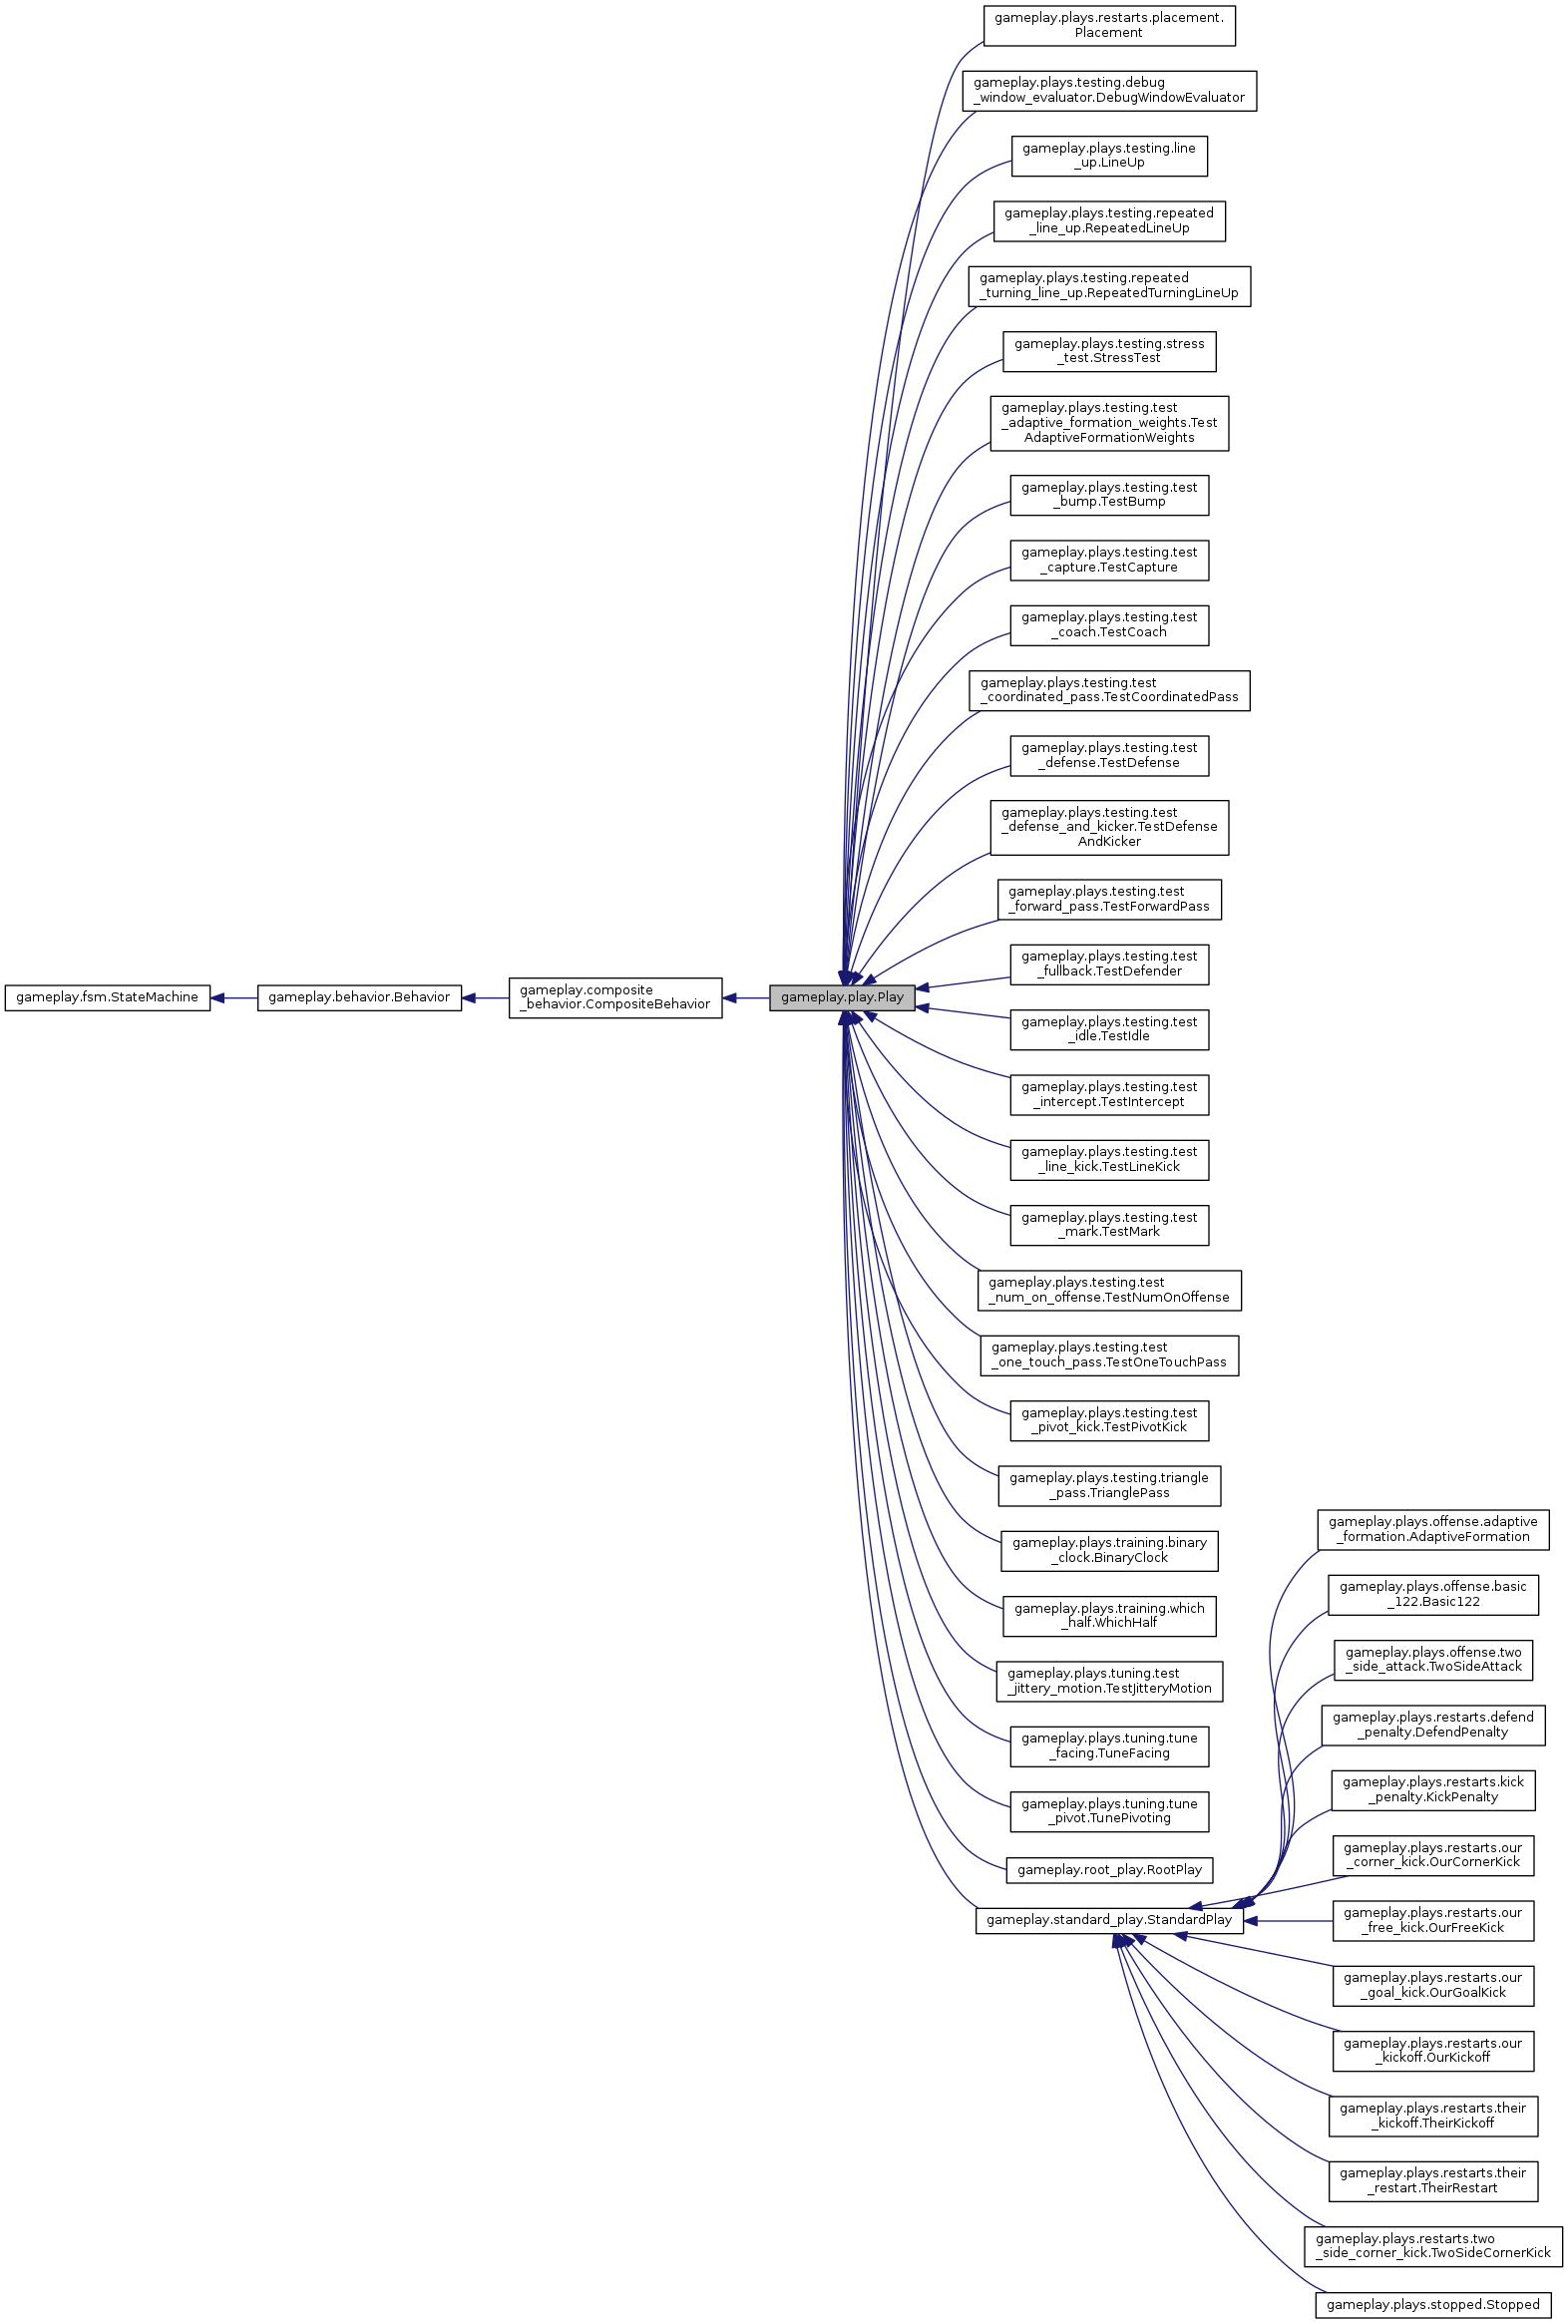 gameplay.plays.restarts.placement.
Placement
gameplay.plays.testing.debug
_window_evaluator.DebugWindowEvaluator
gameplay.plays.testing.line
_up.LineUp
gameplay.plays.testing.repeated
_line_up.RepeatedLineUp
gameplay.plays.testing.repeated
_turning_line_up.RepeatedTurningLineUp
gameplay.plays.testing.stress
_test.StressTest
gameplay.plays.testing.test
_adaptive_formation_weights.Test
AdaptiveFormationWeights
gameplay.plays.testing.test
_bump.TestBump
gameplay.plays.testing.test
_capture.TestCapture
gameplay.plays.testing.test
_coach.TestCoach
gameplay.plays.testing.test
_coordinated_pass.TestCoordinatedPass
gameplay.plays.testing.test
_defense.TestDefense
gameplay.plays.testing.test
_defense_and_kicker.TestDefense
AndKicker
gameplay.plays.testing.test
_forward_pass.TestForwardPass
gameplay.plays.testing.test
_fullback.TestDefender
gameplay.fsm.StateMachine
gameplay.behavior.Behavior
gameplay.composite
_behavior.CompositeBehavior
gameplay.play.Play
gameplay.plays.testing.test
_idle.TestIdle
gameplay.plays.testing.test
_intercept.TestIntercept
gameplay.plays.testing.test
_line_kick.TestLineKick
gameplay.plays.testing.test
_mark.TestMark
gameplay.plays.testing.test
_num_on_offense.TestNumOnOffense
gameplay.plays.testing.test
_one_touch_pass.TestOneTouchPass
gameplay.plays.testing.test
_pivot_kick.TestPivotKick
gameplay.plays.testing.triangle
_pass.TrianglePass
gameplay.plays.training.binary
_clock.BinaryClock
gameplay.plays.training.which
_half.WhichHalf
gameplay.plays.tuning.test
_jittery_motion.TestJitteryMotion
gameplay.plays.tuning.tune
_facing.TuneFacing
gameplay.plays.tuning.tune
_pivot.TunePivoting
gameplay.root_play.RootPlay
gameplay.standard_play.StandardPlay
gameplay.plays.offense.adaptive
_formation.AdaptiveFormation
gameplay.plays.offense.basic
_122.Basic122
gameplay.plays.offense.two
_side_attack.TwoSideAttack
gameplay.plays.restarts.defend
_penalty.DefendPenalty
gameplay.plays.restarts.kick
_penalty.KickPenalty
gameplay.plays.restarts.our
_corner_kick.OurCornerKick
gameplay.plays.restarts.our
_free_kick.OurFreeKick
gameplay.plays.restarts.our
_goal_kick.OurGoalKick
gameplay.plays.restarts.our
_kickoff.OurKickoff
gameplay.plays.restarts.their
_kickoff.TheirKickoff
gameplay.plays.restarts.their
_restart.TheirRestart
gameplay.plays.restarts.two
_side_corner_kick.TwoSideCornerKick
gameplay.plays.stopped.Stopped